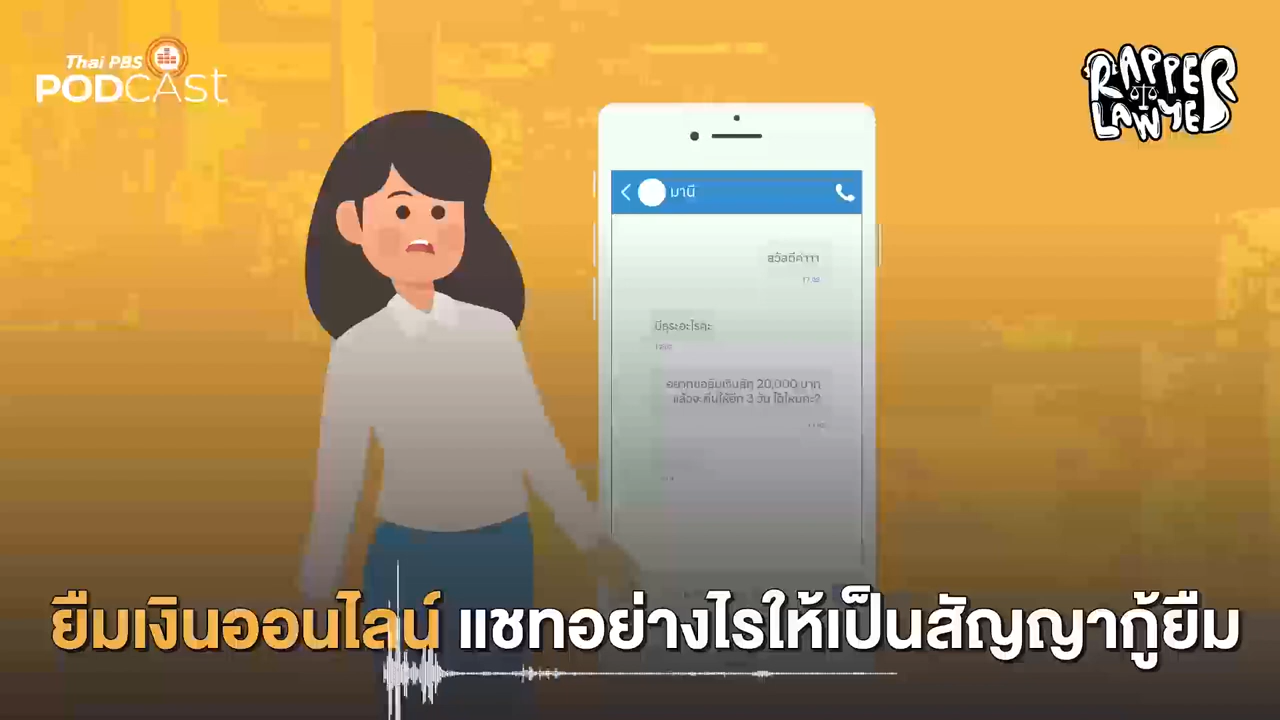 Thai PBS
PODCAST
RAPPER
LAWYER
มานี
สวัสดีค่าาา
มีธุระอะไรคะ
อยากขอยืมเงินสัก 20,000 บาท
แล้วจะคืนให้อีก 3 วัน ได้ไหมคะ?
ยืมเงินออนไลน์ แชทอย่างไรให้เป็นสัญญากู้ยืม